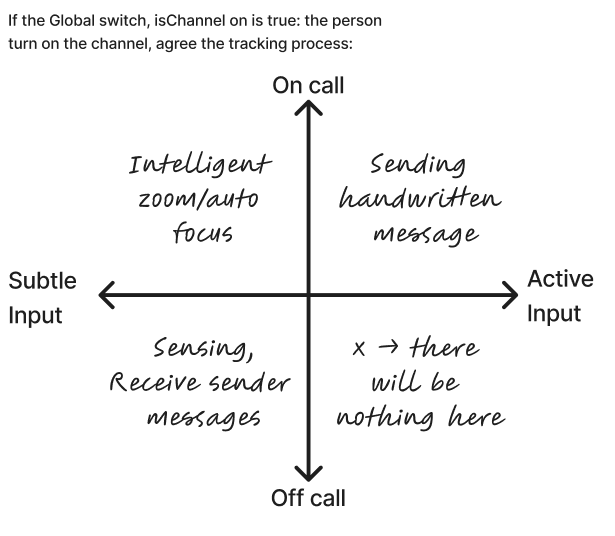 If the Global switch, isChannel on is true: the person
turn on the channel, agree the tracking process:
On call
Intelligent
zoom/auto
focus
Sending
handwritten
message
Subtle
Input
Active
Input
Sensing,
Receive sender
messages
x → there
will be
nothing here
Off call